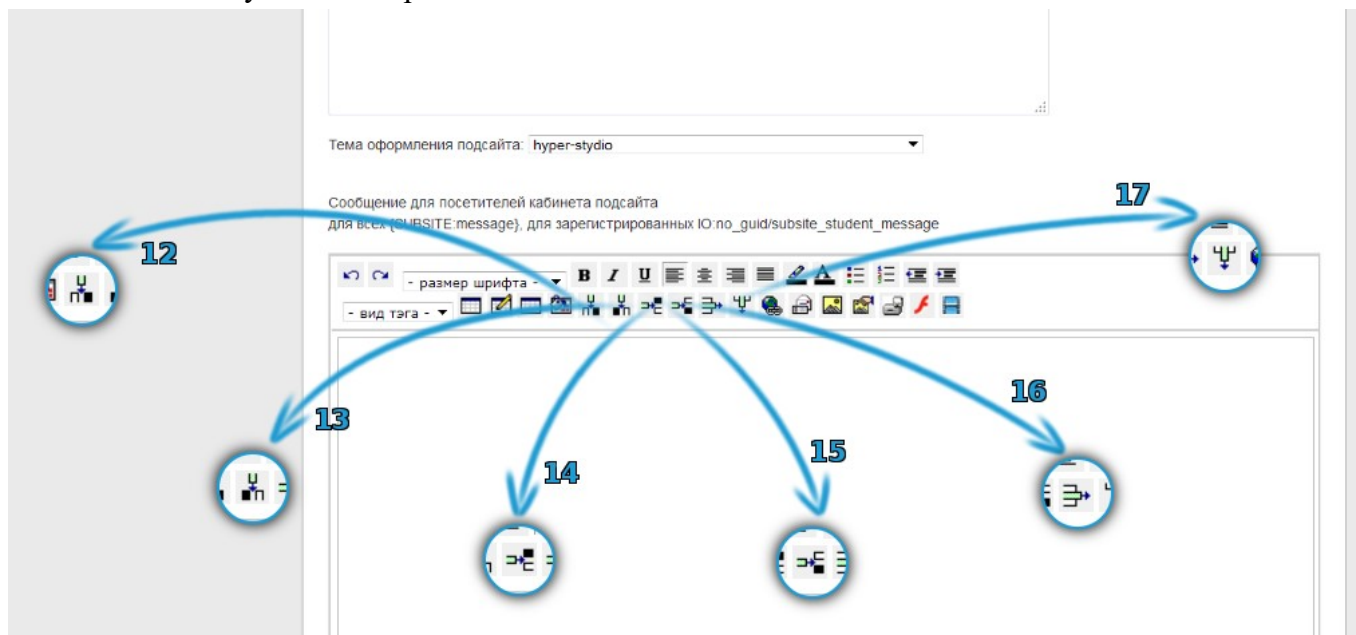 Тема оформления подсайта: hyper-stydio
Сообщение для посетителей кабинета подсайта
для всех {SUBSITE:message}, для зарегистрированных IO:no_guid/subsite_student_message
17
12
- размер шрифта - B I U A
- вид тэга -
13
16
14
15